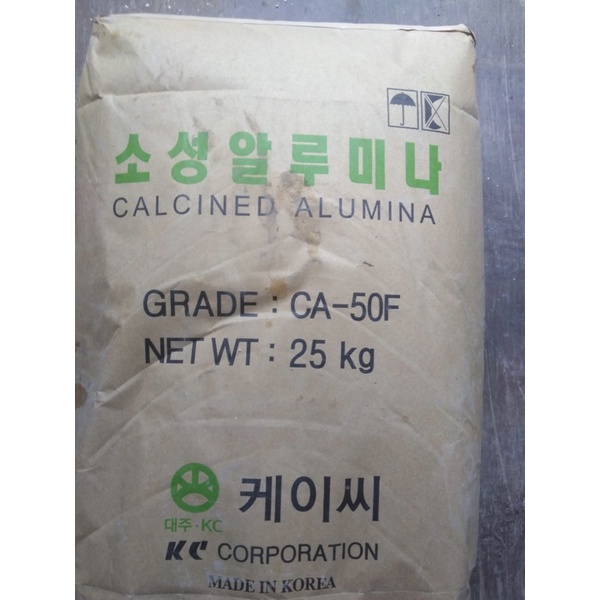 소성알루미나
CALCINED ALUMINA
GRADE : CA-50F
NET WT : 25 kg
케이씨
대주·KC
KC CORPORATION
MADE IN KOREA